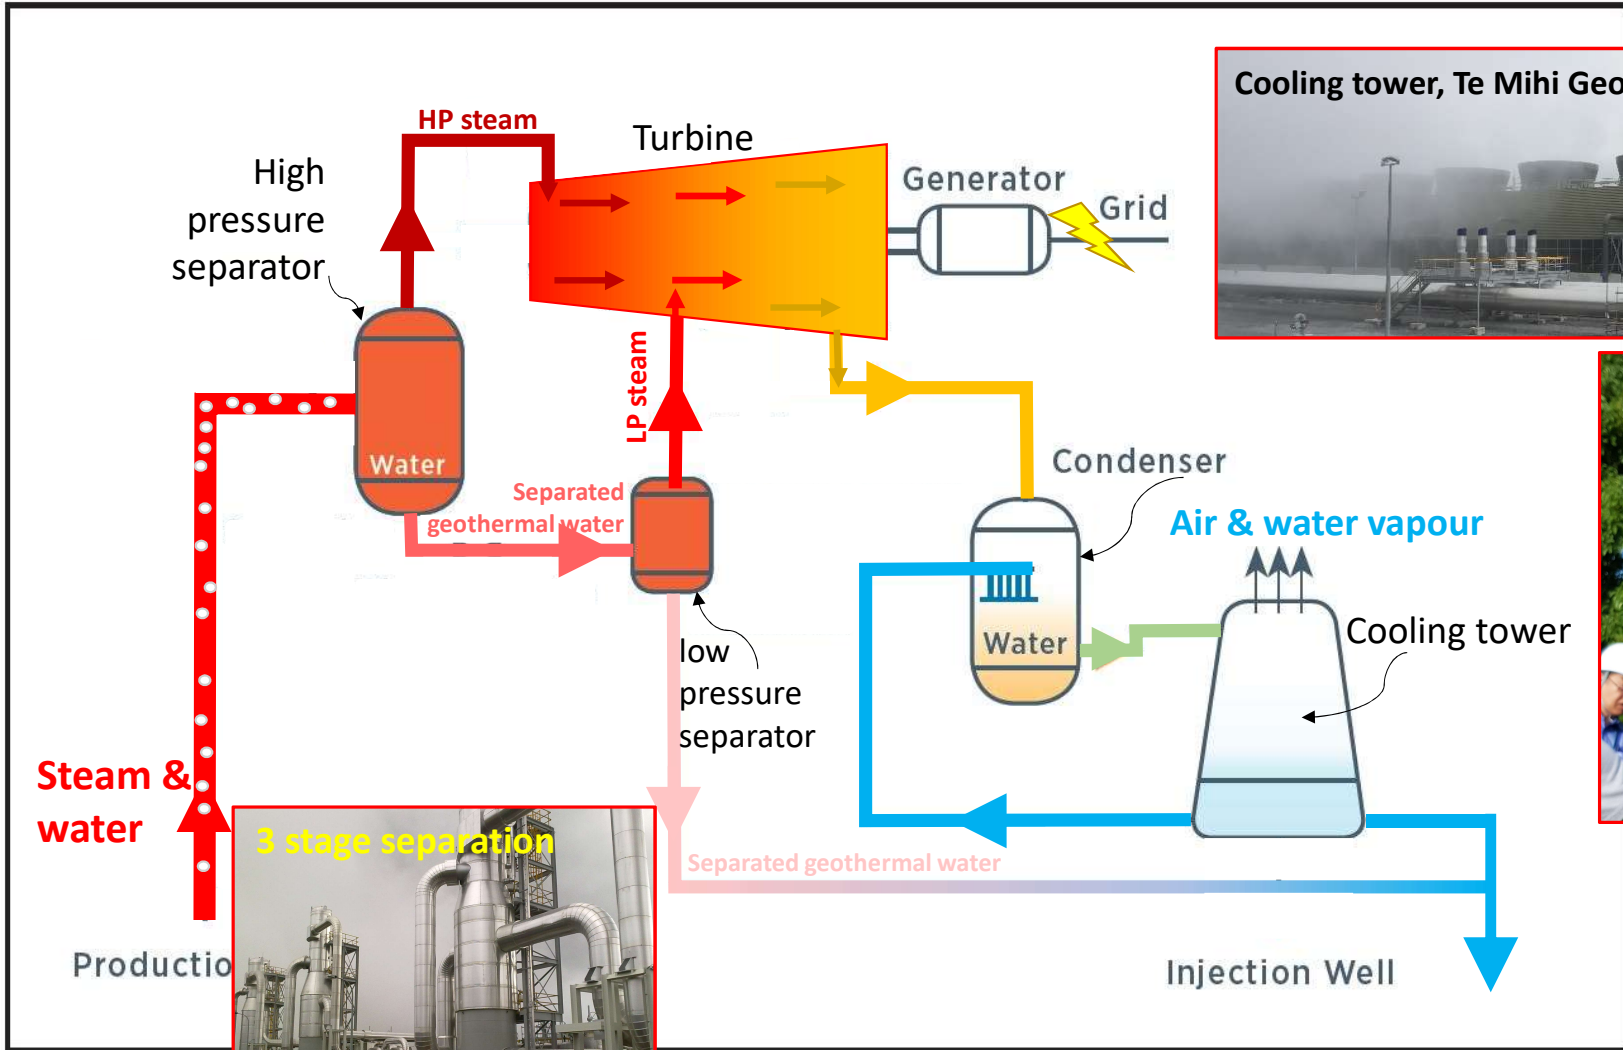 Cooling tower, Te Mihi Geo
HP steam
Turbine
High
pressure
separator
Generator
Grid
LP steam
Water
Separated
geothermal water
Condenser
Air & water vapour
Water
Cooling tower
low
pressure
separator
Steam &
water
3 stage separation
Separated geothermal water
Productio
Injection Well